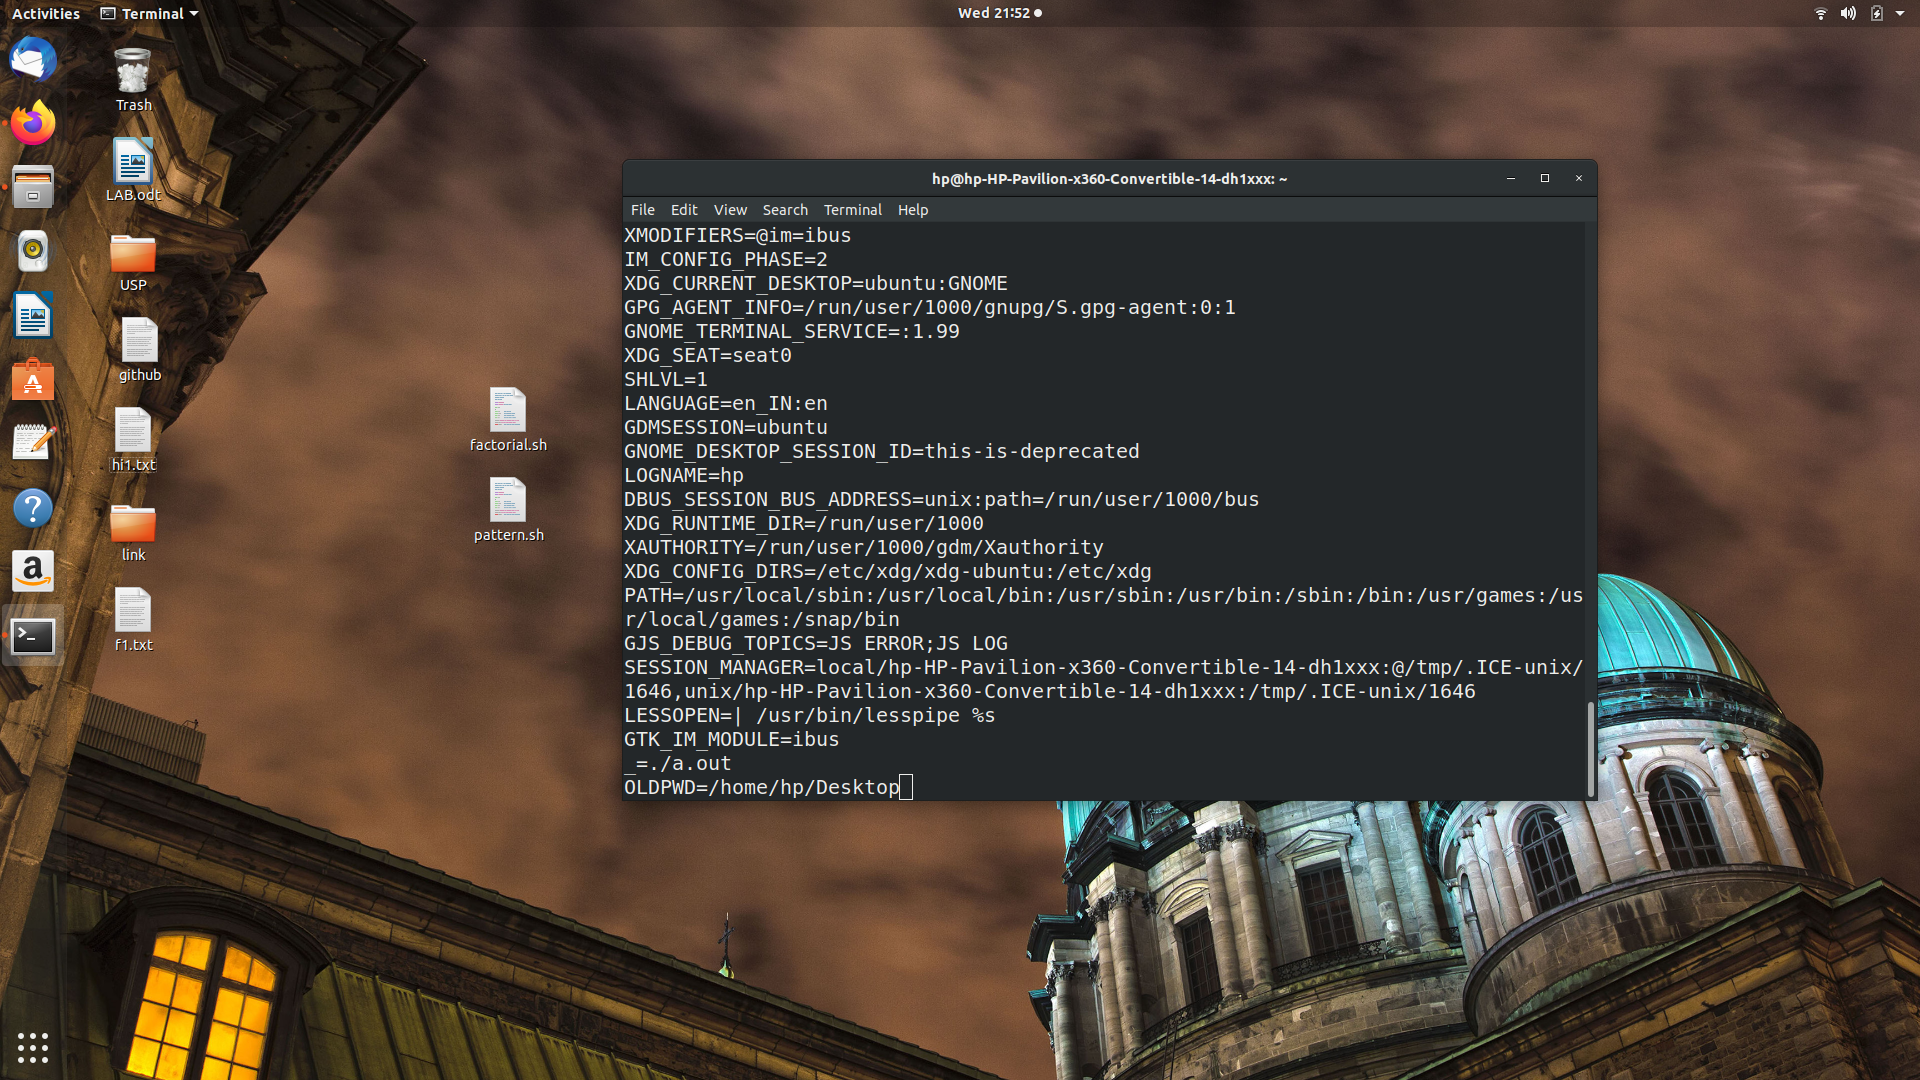 Activities
Terminal
Wed 21:52
Trash
LAB.odt
USP
github
hi1.txt
link
f1.txt
factorial.sh
pattern.sh
hp@hp-HP-Pavilion-x360-Convertible-14-dh1xxx: ~
File Edit View Search Terminal Help
XMODIFIERS=@im=ibus
IM_CONFIG_PHASE=2
XDG_CURRENT_DESKTOP=ubuntu:GNOME
GPG_AGENT_INFO=/run/user/1000/gnupg/S.gpg-agent:0:1
GNOME_TERMINAL_SERVICE=:1.99
XDG_SEAT=seat0
SHLVL=1
LANGUAGE=en_IN:en
GDMSESSION=ubuntu
GNOME_DESKTOP_SESSION_ID=this-is-deprecated
LOGNAME=hp
DBUS_SESSION_BUS_ADDRESS=unix:path=/run/user/1000/bus
XDG_RUNTIME_DIR=/run/user/1000
XAUTHORITY=/run/user/1000/gdm/Xauthority
XDG_CONFIG_DIRS=/etc/xdg/xdg-ubuntu:/etc/xdg
PATH=/usr/local/sbin:/usr/local/bin:/usr/sbin:/usr/bin:/sbin:/bin:/usr/games:/us
r/local/games:/snap/bin
GJS_DEBUG_TOPICS=JS ERROR;JS LOG
SESSION_MANAGER=local/hp-HP-Pavilion-x360-Convertible-14-dh1xxx:@/tmp/.ICE-unix/
1646,unix/hp-HP-Pavilion-x360-Convertible-14-dh1xxx:/tmp/.ICE-unix/1646
LESSOPEN=| /usr/bin/lesspipe %s
GTK_IM_MODULE=ibus
_=./a.out
OLDPWD=/home/hp/Desktop